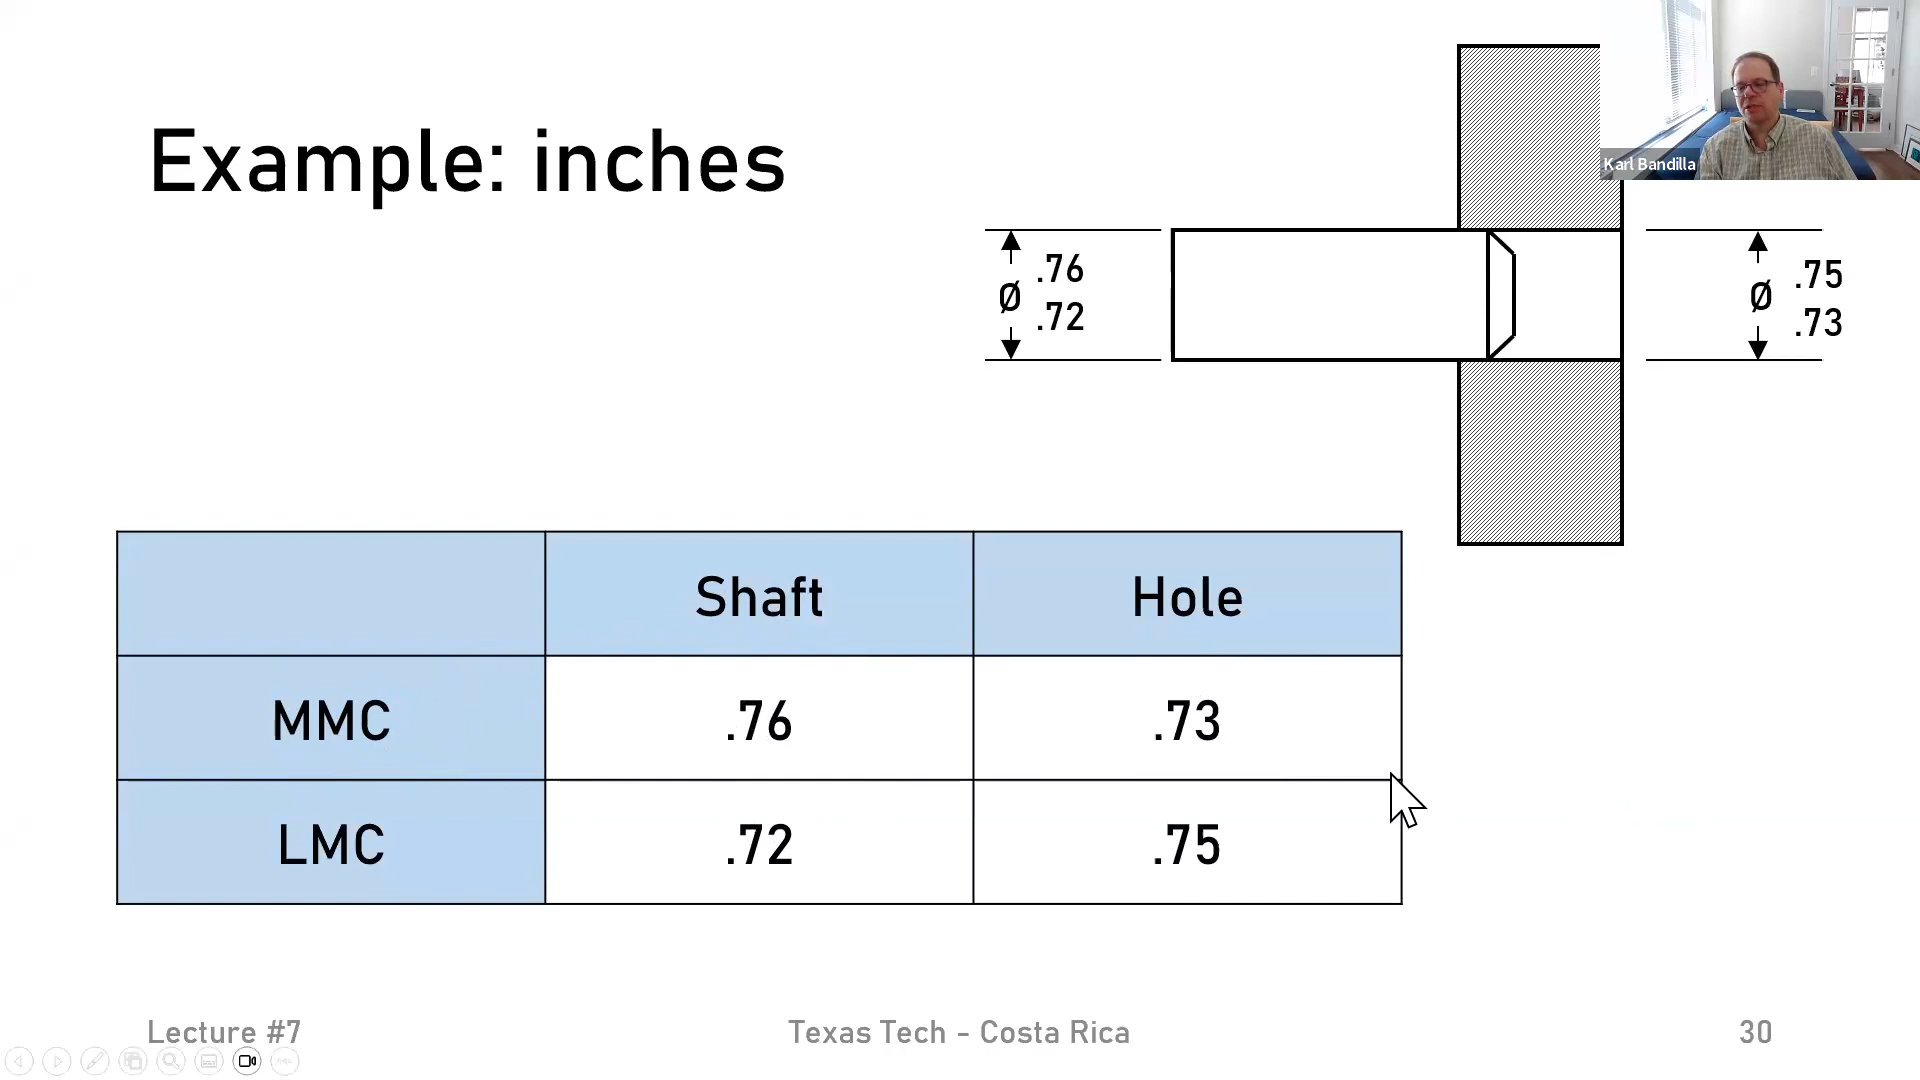 Example: inches
Karl Bandilla
Ø .76
.72
Ø .75
.73
Shaft Hole
MMC .76 .73
LMC .72 .75
Lecture #7 Texas Tech - Costa Rica 30